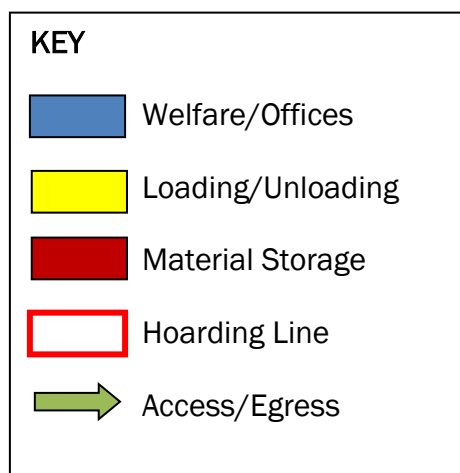 KEY
Welfare/Offices
Loading/Unloading
Material Storage
Hoarding Line
Access/Egress